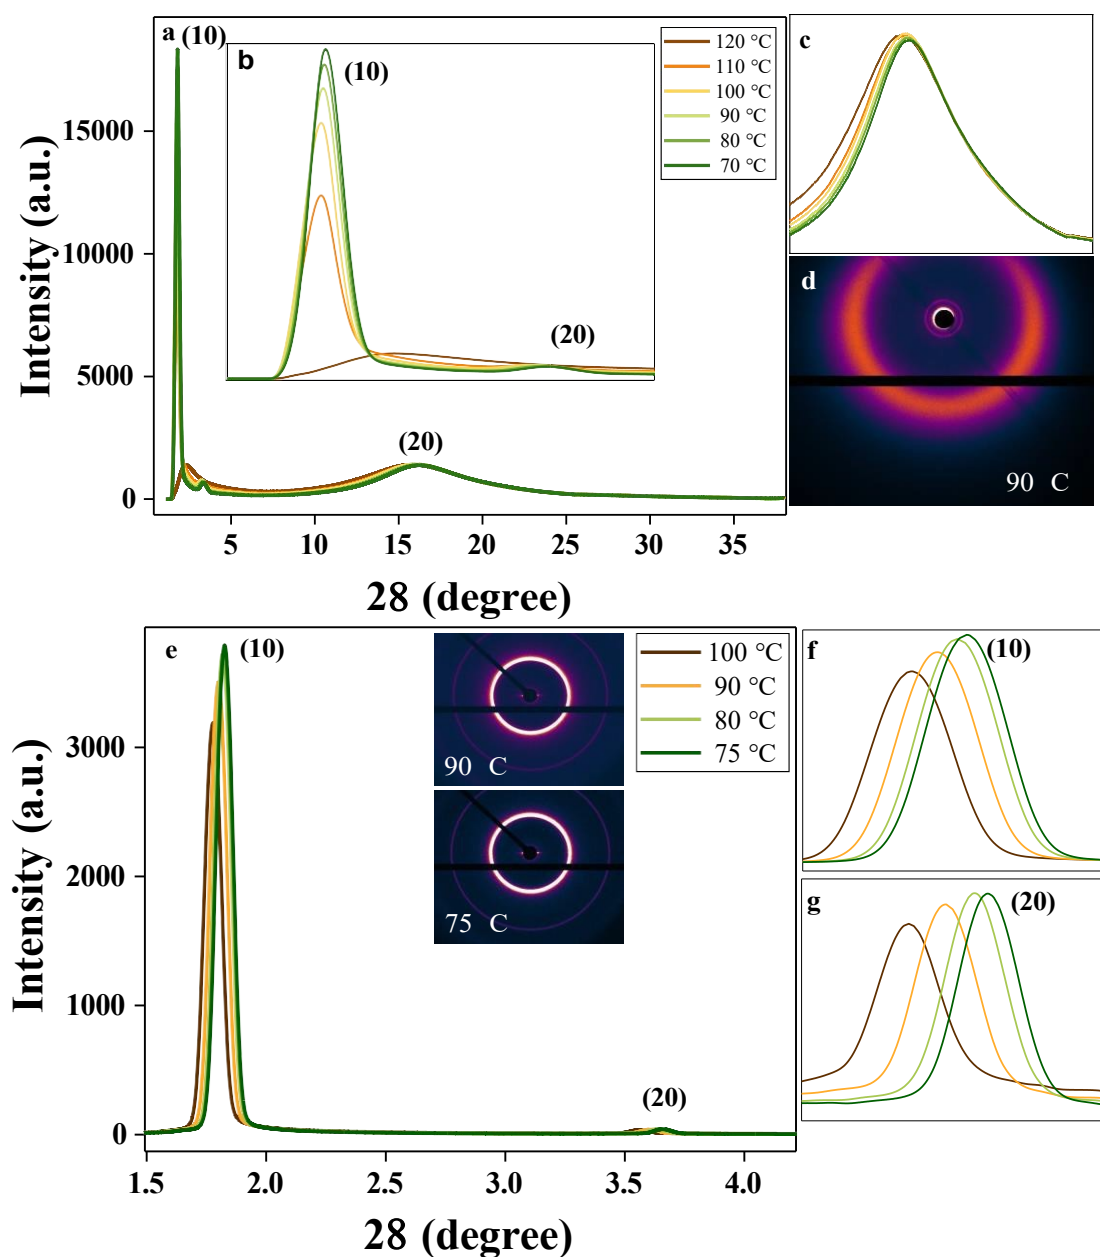 a (10)
b
(10)
(20)
120 °C
110 °C
100 °C
90 °C
80 °C
70 °C
c
d
90 C
Intensity (a.u.)
15000
10000
5000
0
(20)
5 10 15 20 25 30 35
28 (degree)
e (10)
90 C
75 C
100 °C
90 °C
80 °C
75 °C
f (10)
g (20)
Intensity (a.u.)
3000
2000
1000
0
(20)
1.5 2.0 2.5 3.0 3.5 4.0
28 (degree)